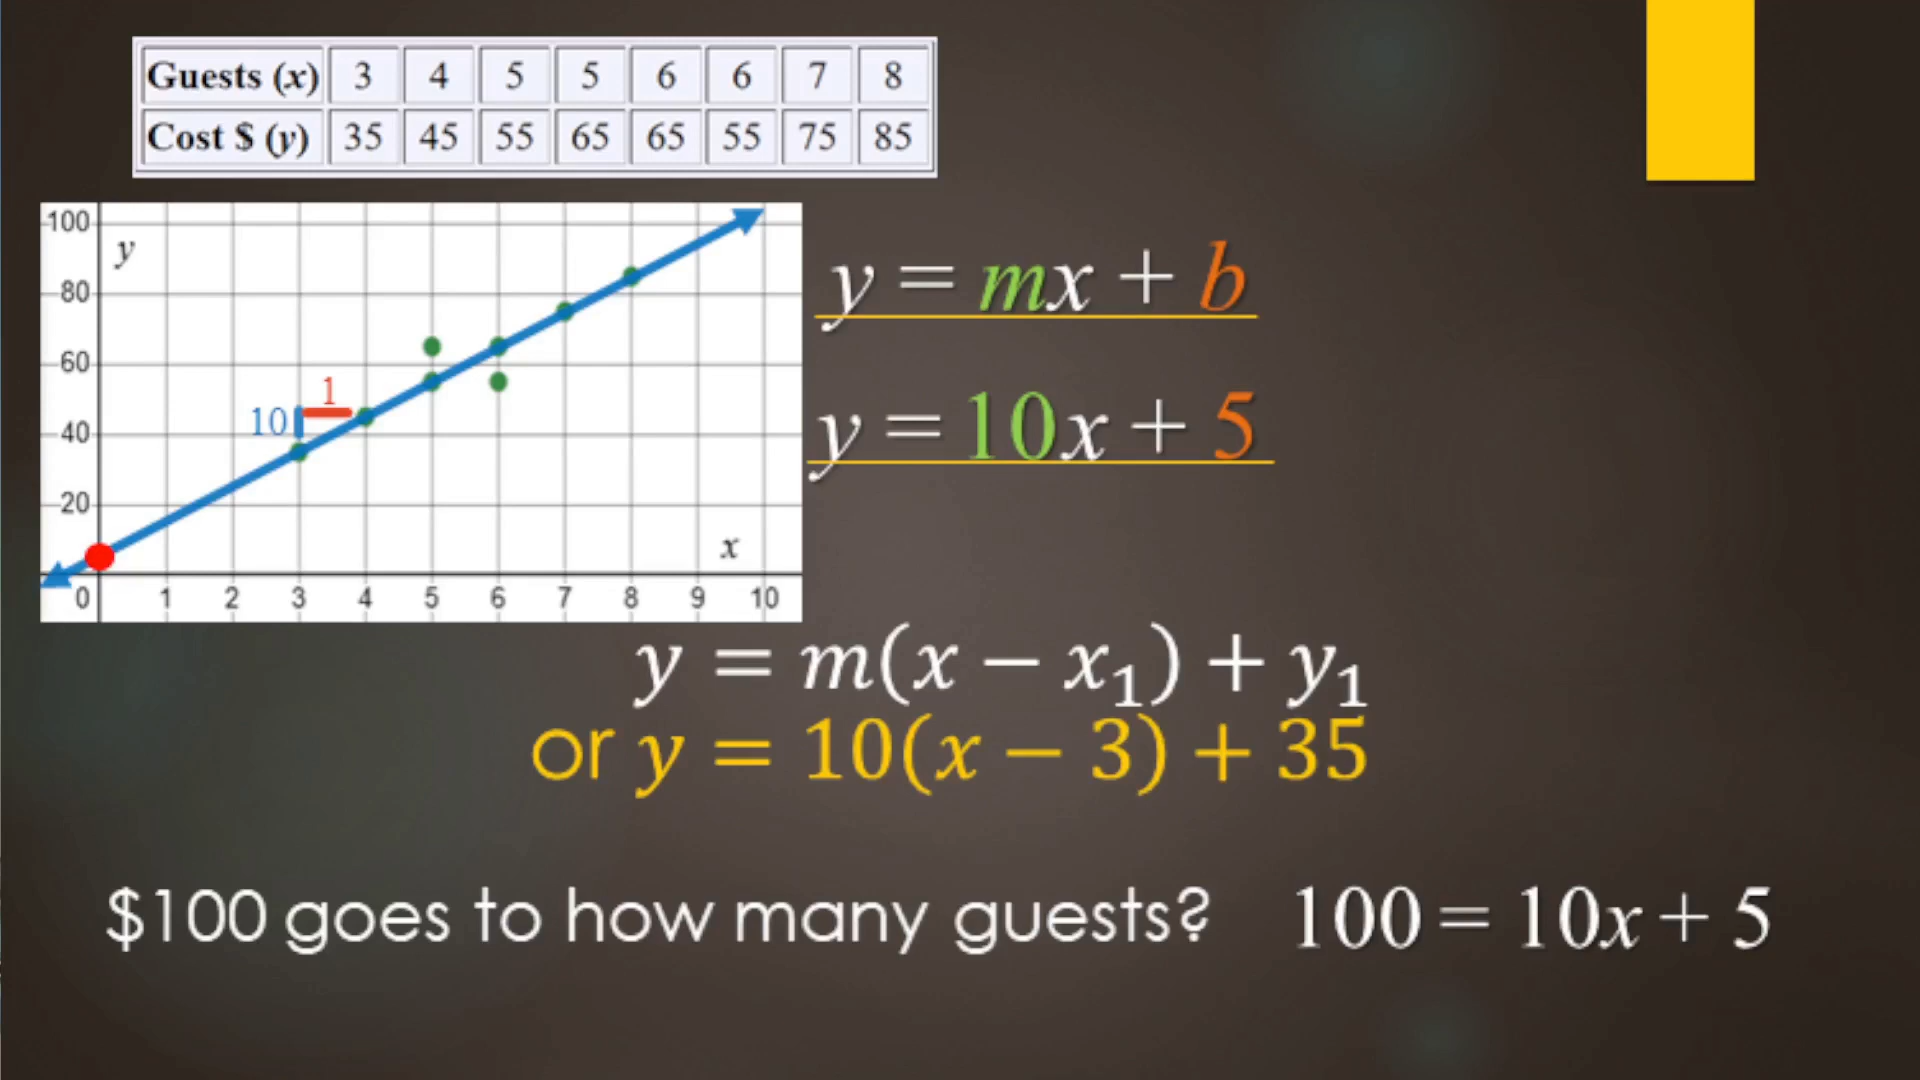 Guests (x) 3 4 5 5 6 6 7 8
Cost $ (y) 35 45 55 65 65 55 75 85
100
y
80
60
1
10
40
20
x
0 1 2 3 4 5 6 7 8 9 10
y = mx + b
y = 10x + 5
y = m(x − x₁) + y₁
or y = 10(x − 3) + 35
$100 goes to how many guests? 100 = 10x + 5